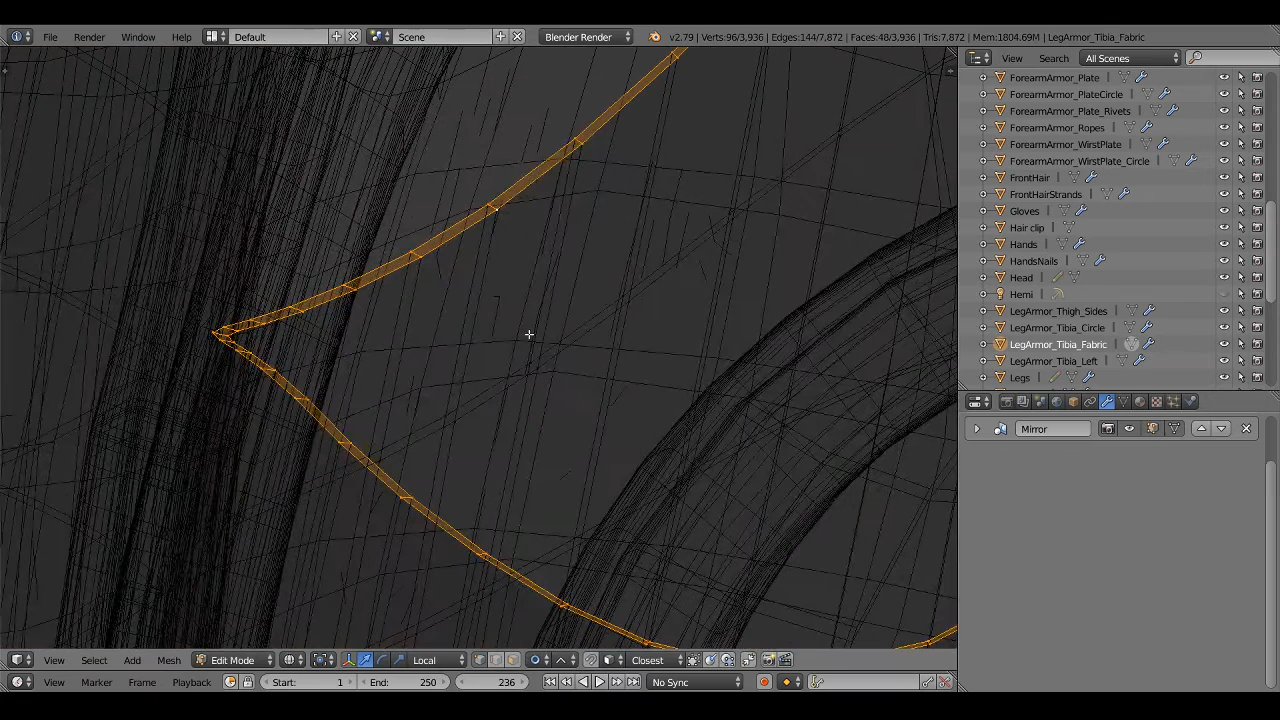 File Render Window Help Default Scene Blender Render v2.79 | Verts:96/3,936 | Edges:144/7,872 | Faces:48/3,936 | Tris:7,872 | Mem:1804.69M | LegArmor_Tibia_Fabric
View Search All Scenes
ForearmArmor_Plate
ForearmArmor_PlateCircle
ForearmArmor_Plate_Rivets
ForearmArmor_Ropes
ForearmArmor_WirstPlate
ForearmArmor_WirstPlate_Circle
FrontHair
FrontHairStrands
Gloves
Hair clip
Hands
HandsNails
Head
Hemi
LegArmor_Thigh_Sides
LegArmor_Tibia_Circle
LegArmor_Tibia_Fabric
LegArmor_Tibia_Left
Legs
Mirror
View Select Add Mesh Edit Mode Local Closest
View Marker Frame Playback Start: 1 End: 250 236 No Sync